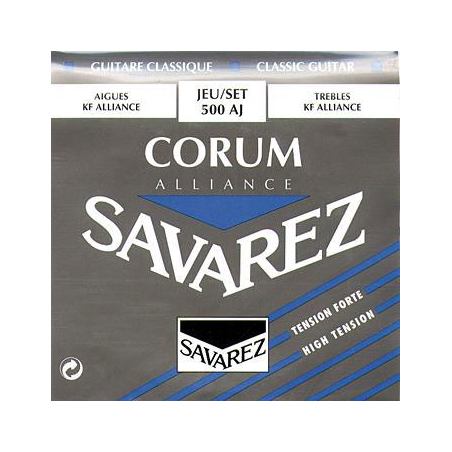 GUITARE CLASSIQUE CLASSIC GUITAR
AIGUES
KF ALLIANCE
JEU/SET
500 AJ
TREBLES
KF ALLIANCE
CORUM
ALLIANCE
SAVAREZ
TENSION FORTE
HIGH TENSION
SAVAREZ